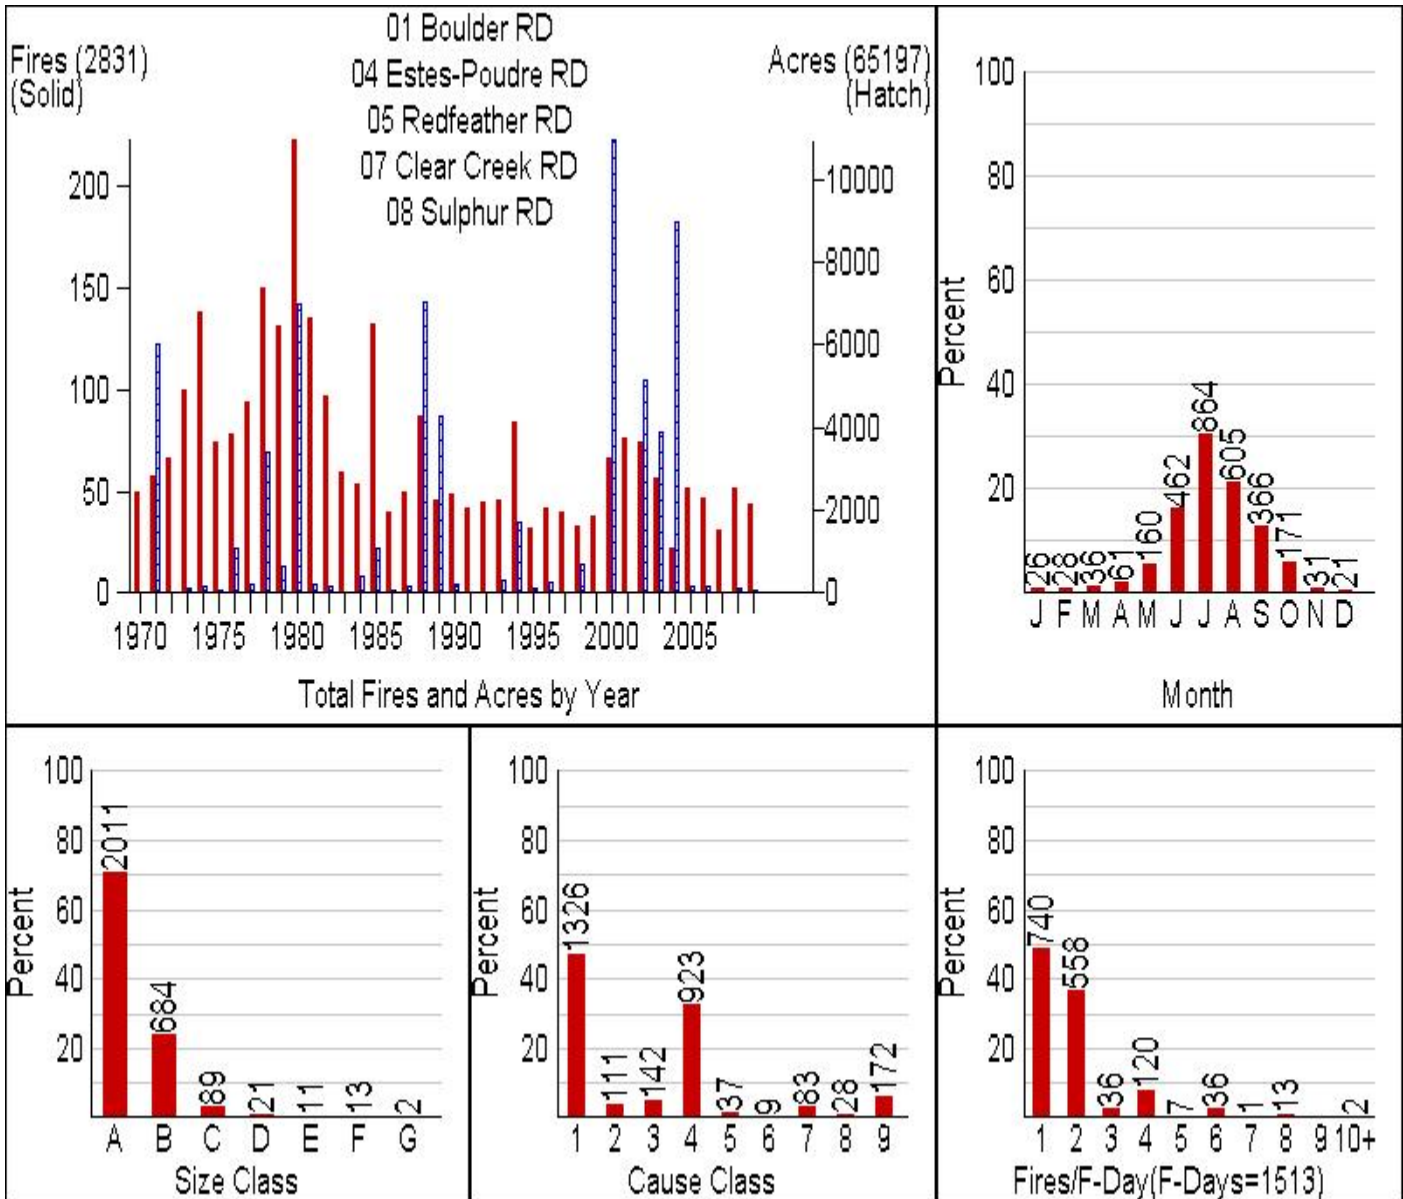 01 Boulder RD
04 Estes-Poudre RD
05 Redfeather RD
07 Clear Creek RD
08 Sulphur RD
Fires (2831)
(Solid)
Acres (65197)
(Hatch)
200
150
100
50
0
10000
8000
6000
4000
2000
0
1970 1975 1980 1985 1990 1995 2000 2005
Total Fires and Acres by Year
100
80
60
40
20
Percent
26 28 36 61 160 462 864 605 366 171 31 21
J F M A M J J A S O N D
Month
100
80
60
40
20
Percent
2011 684 89 21 11 13 2
A B C D E F G
Size Class
100
80
60
40
20
Percent
1326 111 142 923 37 9 83 28 172
1 2 3 4 5 6 7 8 9
Cause Class
100
80
60
40
20
Percent
740 558 36 120 7 36 1 13 2
1 2 3 4 5 6 7 8 9 10+
Fires/F-Day(F-Days=1513)